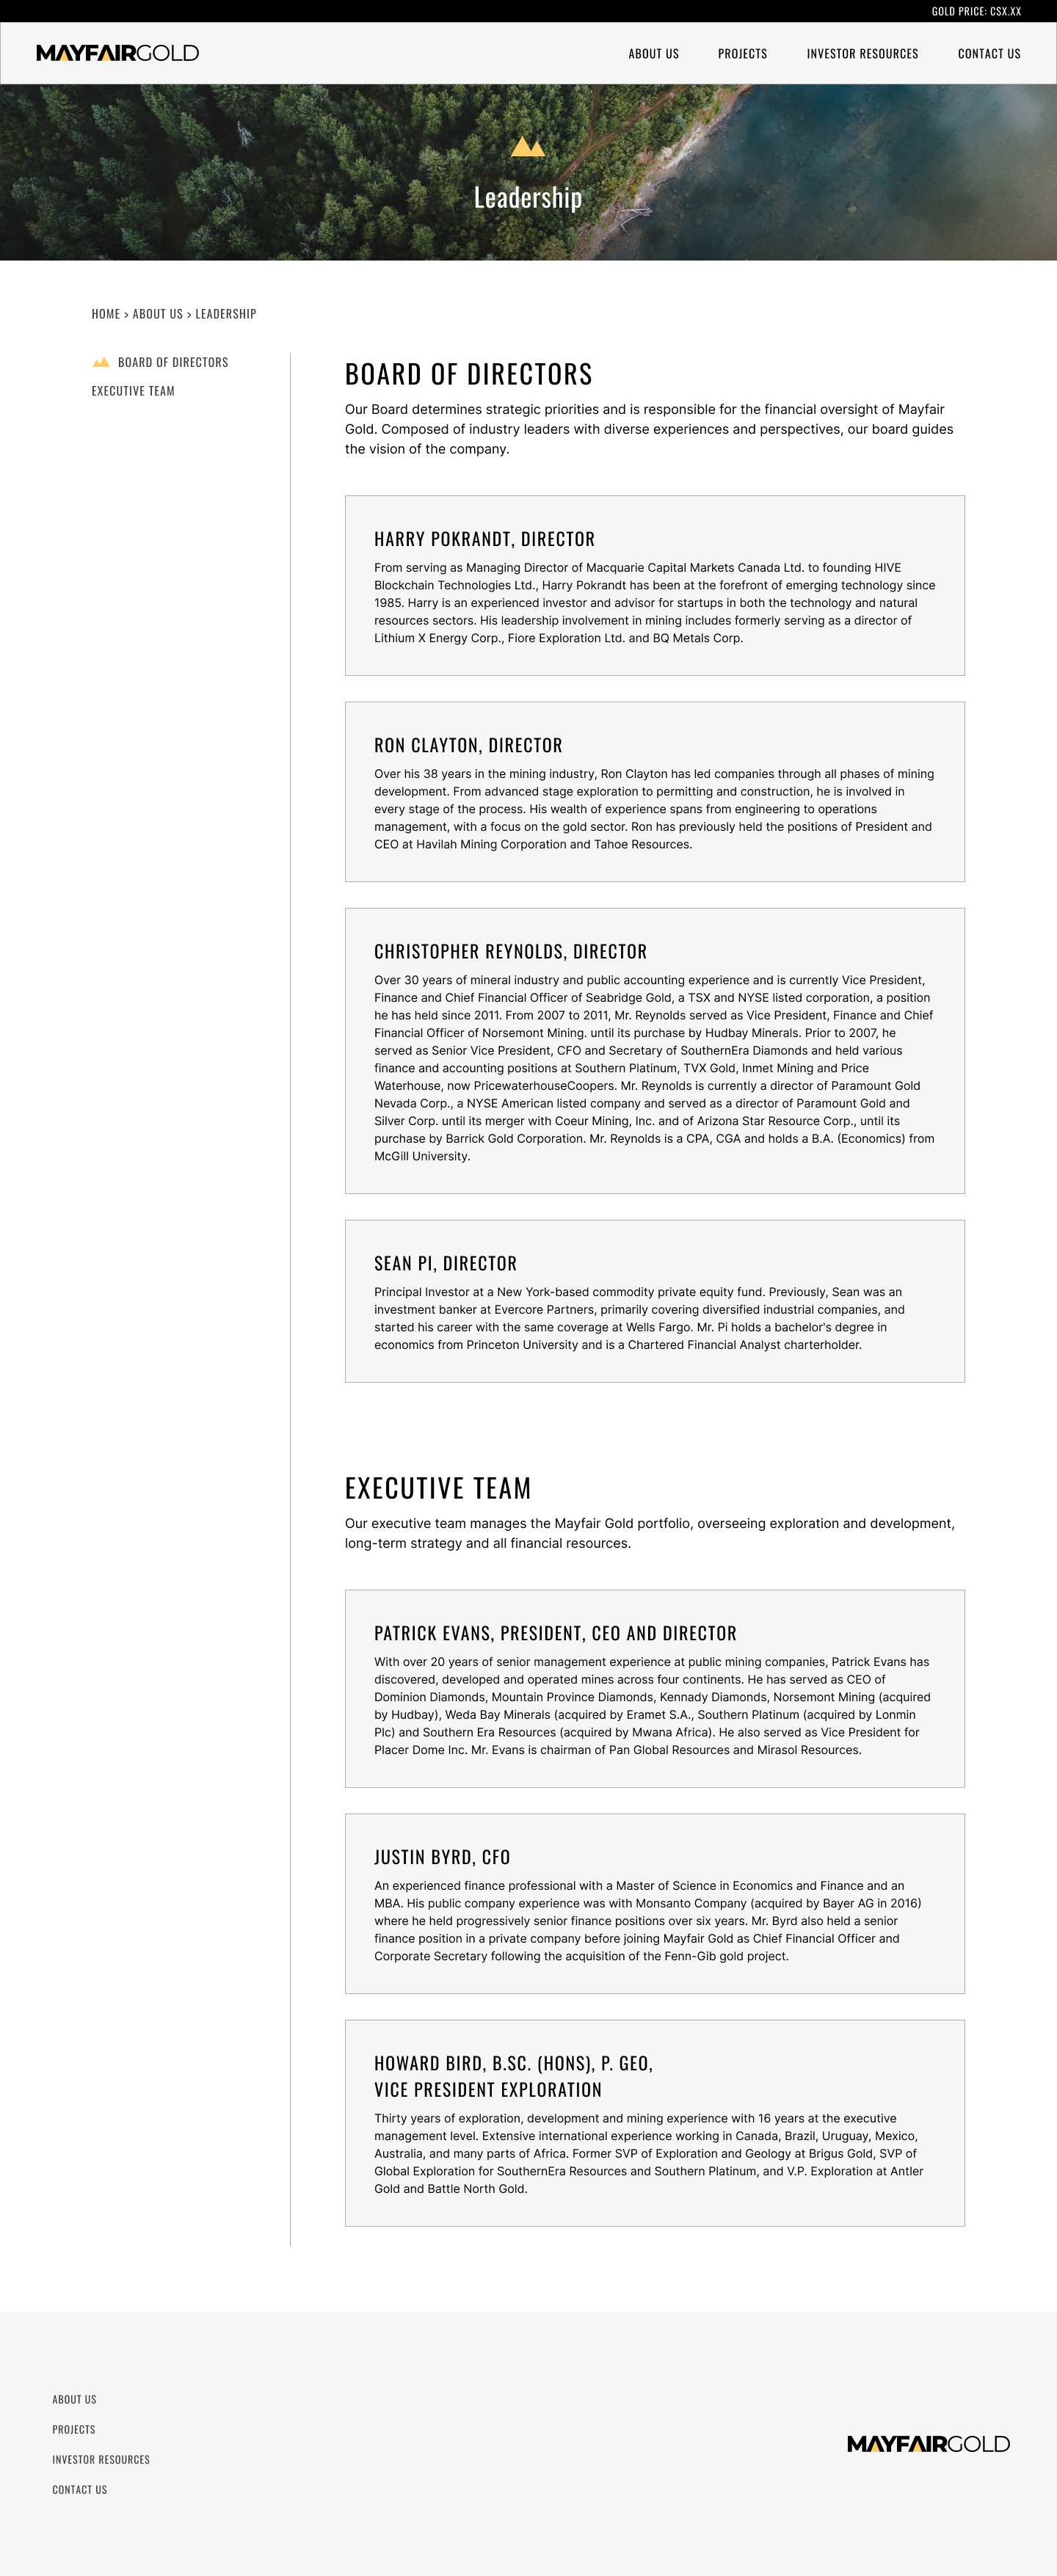 GOLD PRICE: CSX.XX
MAYFAIRGOLD
ABOUT US PROJECTS INVESTOR RESOURCES CONTACT US
Leadership
HOME > ABOUT US > LEADERSHIP
BOARD OF DIRECTORS
EXECUTIVE TEAM
BOARD OF DIRECTORS
Our Board determines strategic priorities and is responsible for the financial oversight of Mayfair
Gold. Composed of industry leaders with diverse experiences and perspectives, our board guides
the vision of the company.
HARRY POKRANDT, DIRECTOR
From serving as Managing Director of Macquarie Capital Markets Canada Ltd. to founding HIVE
Blockchain Technologies Ltd., Harry Pokrandt has been at the forefront of emerging technology since
1985. Harry is an experienced investor and advisor for startups in both the technology and natural
resources sectors. His leadership involvement in mining includes formerly serving as a director of
Lithium X Energy Corp., Fiore Exploration Ltd. and BQ Metals Corp.
RON CLAYTON, DIRECTOR
Over his 38 years in the mining industry, Ron Clayton has led companies through all phases of mining
development. From advanced stage exploration to permitting and construction, he is involved in
every stage of the process. His wealth of experience spans from engineering to operations
management, with a focus on the gold sector. Ron has previously held the positions of President and
CEO at Havilah Mining Corporation and Tahoe Resources.
CHRISTOPHER REYNOLDS, DIRECTOR
Over 30 years of mineral industry and public accounting experience and is currently Vice President,
Finance and Chief Financial Officer of Seabridge Gold, a TSX and NYSE listed corporation, a position
he has held since 2011. From 2007 to 2011, Mr. Reynolds served as Vice President, Finance and Chief
Financial Officer of Norsemont Mining. until its purchase by Hudbay Minerals. Prior to 2007, he
served as Senior Vice President, CFO and Secretary of SouthernEra Diamonds and held various
finance and accounting positions at Southern Platinum, TVX Gold, Inmet Mining and Price
Waterhouse, now PricewaterhouseCoopers. Mr. Reynolds is currently a director of Paramount Gold
Nevada Corp., a NYSE American listed company and served as a director of Paramount Gold and
Silver Corp. until its merger with Coeur Mining, Inc. and of Arizona Star Resource Corp., until its
purchase by Barrick Gold Corporation. Mr. Reynolds is a CPA, CGA and holds a B.A. (Economics) from
McGill University.
SEAN PI, DIRECTOR
Principal Investor at a New York-based commodity private equity fund. Previously, Sean was an
investment banker at Evercore Partners, primarily covering diversified industrial companies, and
started his career with the same coverage at Wells Fargo. Mr. Pi holds a bachelor's degree in
economics from Princeton University and is a Chartered Financial Analyst charterholder.
EXECUTIVE TEAM
Our executive team manages the Mayfair Gold portfolio, overseeing exploration and development,
long-term strategy and all financial resources.
PATRICK EVANS, PRESIDENT, CEO AND DIRECTOR
With over 20 years of senior management experience at public mining companies, Patrick Evans has
discovered, developed and operated mines across four continents. He has served as CEO of
Dominion Diamonds, Mountain Province Diamonds, Kennady Diamonds, Norsemont Mining (acquired
by Hudbay), Weda Bay Minerals (acquired by Eramet S.A., Southern Platinum (acquired by Lonmin
Plc) and Southern Era Resources (acquired by Mwana Africa). He also served as Vice President for
Placer Dome Inc. Mr. Evans is chairman of Pan Global Resources and Mirasol Resources.
JUSTIN BYRD, CFO
An experienced finance professional with a Master of Science in Economics and Finance and an
MBA. His public company experience was with Monsanto Company (acquired by Bayer AG in 2016)
where he held progressively senior finance positions over six years. Mr. Byrd also held a senior
finance position in a private company before joining Mayfair Gold as Chief Financial Officer and
Corporate Secretary following the acquisition of the Fenn-Gib gold project.
HOWARD BIRD, B.SC. (HONS), P. GEO,
VICE PRESIDENT EXPLORATION
Thirty years of exploration, development and mining experience with 16 years at the executive
management level. Extensive international experience working in Canada, Brazil, Uruguay, Mexico,
Australia, and many parts of Africa. Former SVP of Exploration and Geology at Brigus Gold, SVP of
Global Exploration for SouthernEra Resources and Southern Platinum, and V.P. Exploration at Antler
Gold and Battle North Gold.
ABOUT US
PROJECTS
INVESTOR RESOURCES
CONTACT US
MAYFAIRGOLD